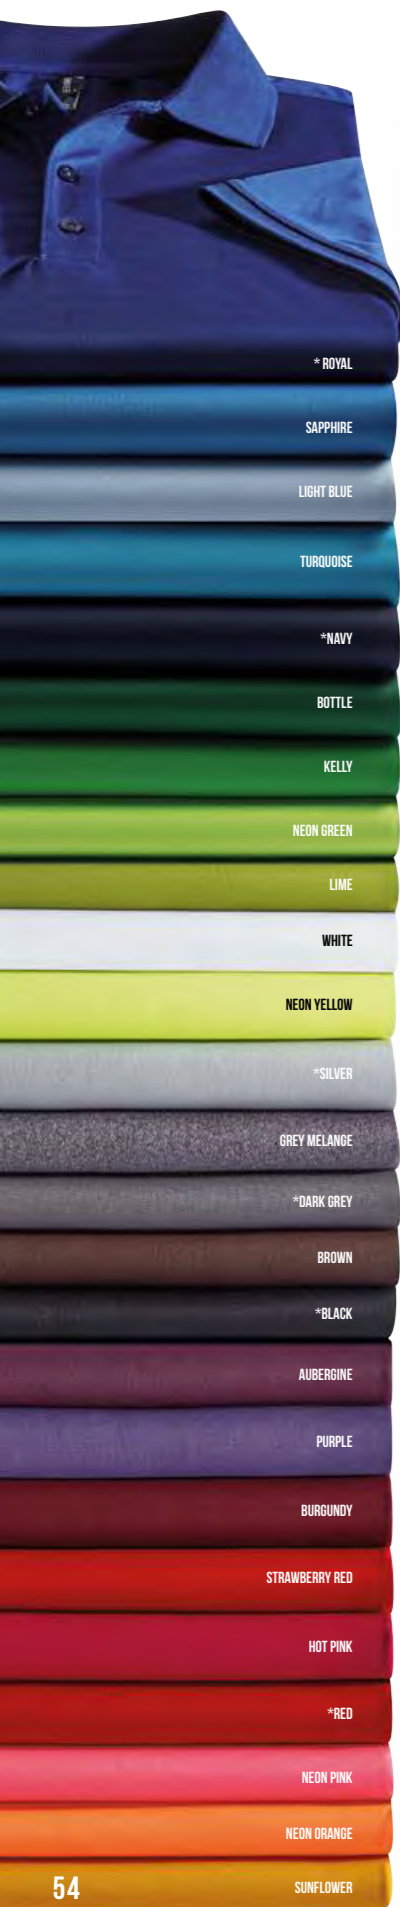 * ROYAL
SAPPHIRE
LIGHT BLUE
TURQUOISE
*NAVY
BOTTLE
KELLY
NEON GREEN
LIME
WHITE
NEON YELLOW
*SILVER
GREY MELANGE
*DARK GREY
BROWN
*BLACK
AUBERGINE
PURPLE
BURGUNDY
STRAWBERRY RED
HOT PINK
*RED
NEON PINK
NEON ORANGE
54 SUNFLOWER